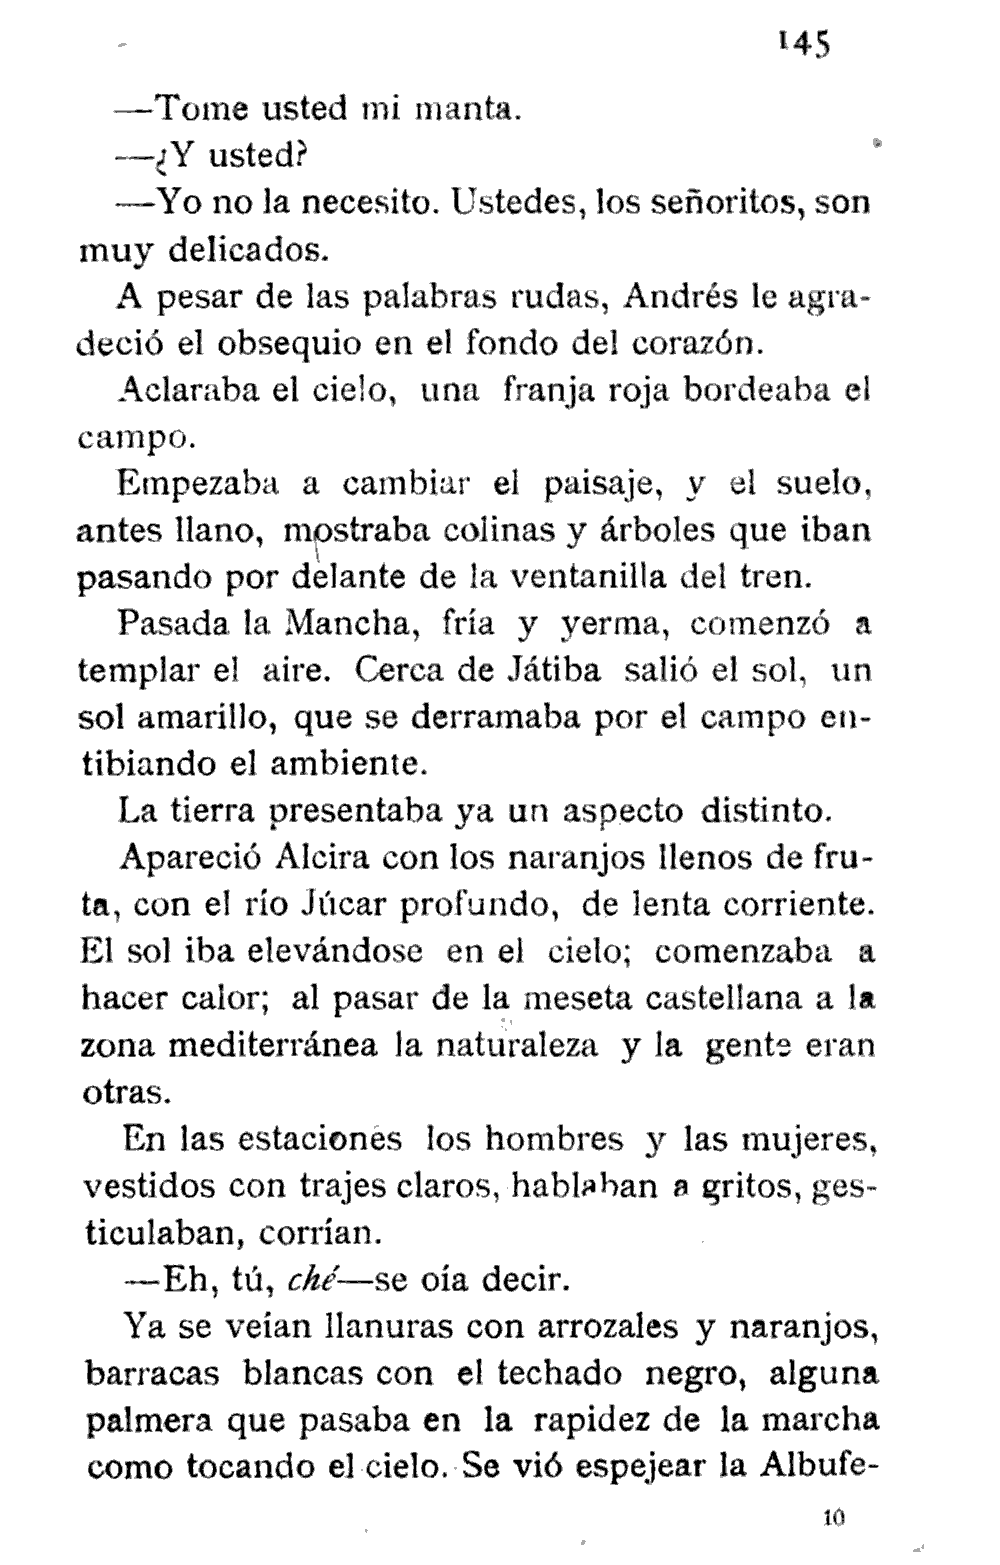 145
—Tome usted mi manta.
—¿Y usted?
—Yo no la necesito. Ustedes, los señoritos, son
muy delicados.
A pesar de las palabras rudas, Andrés le agra-
deció el obsequio en el fondo del corazón.
Aclaraba el cielo, una franja roja bordeaba el
campo.
Empezaba a cambiar el paisaje, y el suelo,
antes llano, mostraba colinas y árboles que iban
pasando por delante de la ventanilla del tren.
Pasada la Mancha, fría y yerma, comenzó a
templar el aire. Cerca de Játiba salió el sol, un
sol amarillo, que se derramaba por el campo en-
tibiando el ambiente.
La tierra presentaba ya un aspecto distinto.
Apareció Alcira con los naranjos llenos de fru-
ta, con el río Júcar profundo, de lenta corriente.
El sol iba elevándose en el cielo; comenzaba a
hacer calor; al pasar de la meseta castellana a la
zona mediterránea la naturaleza y la gente eran
otras.
En las estaciones los hombres y las mujeres,
vestidos con trajes claros, hablaban a gritos, ges-
ticulaban, corrían.
—Eh, tú, ché—se oía decir.
Ya se veían llanuras con arrozales y naranjos,
barracas blancas con el techado negro, alguna
palmera que pasaba en la rapidez de la marcha
como tocando el cielo. Se vió espejear la Albufe-
10